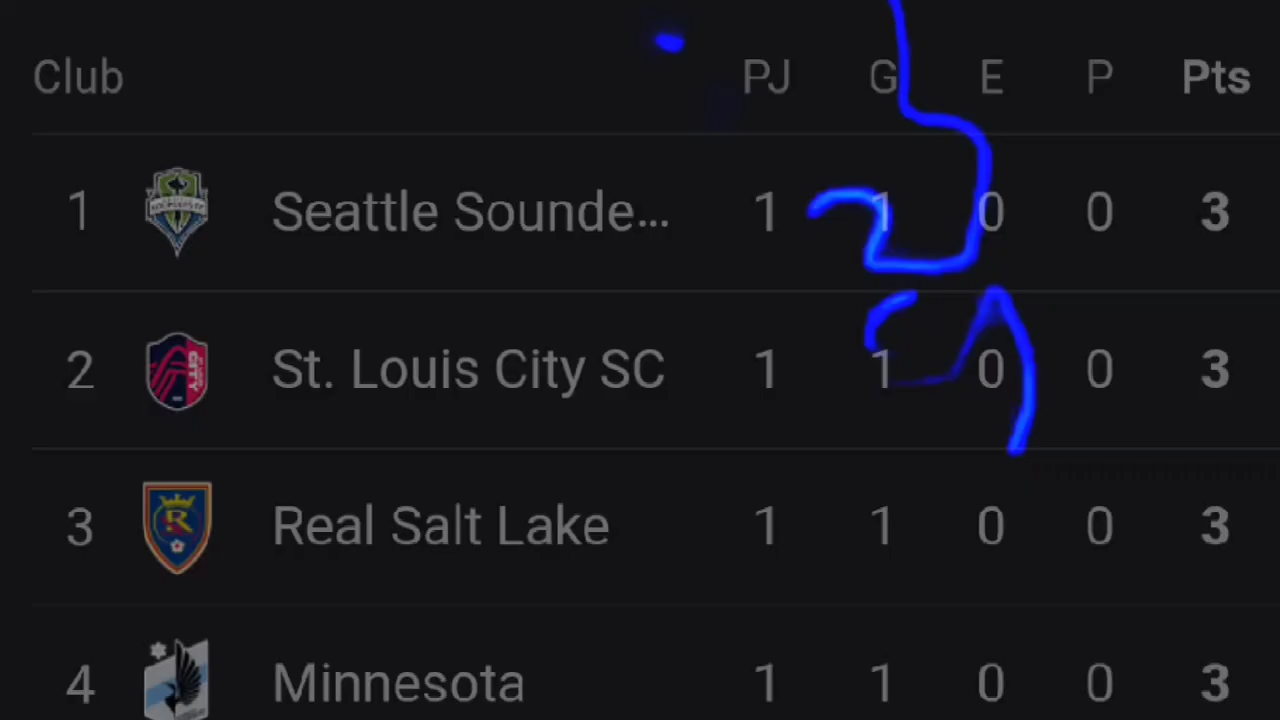 Club PJ G E P Pts
1 Seattle Sounde... 1 1 0 0 3
2 St. Louis City SC 1 1 0 0 3
3 Real Salt Lake 1 1 0 0 3
4 Minnesota 1 1 0 0 3